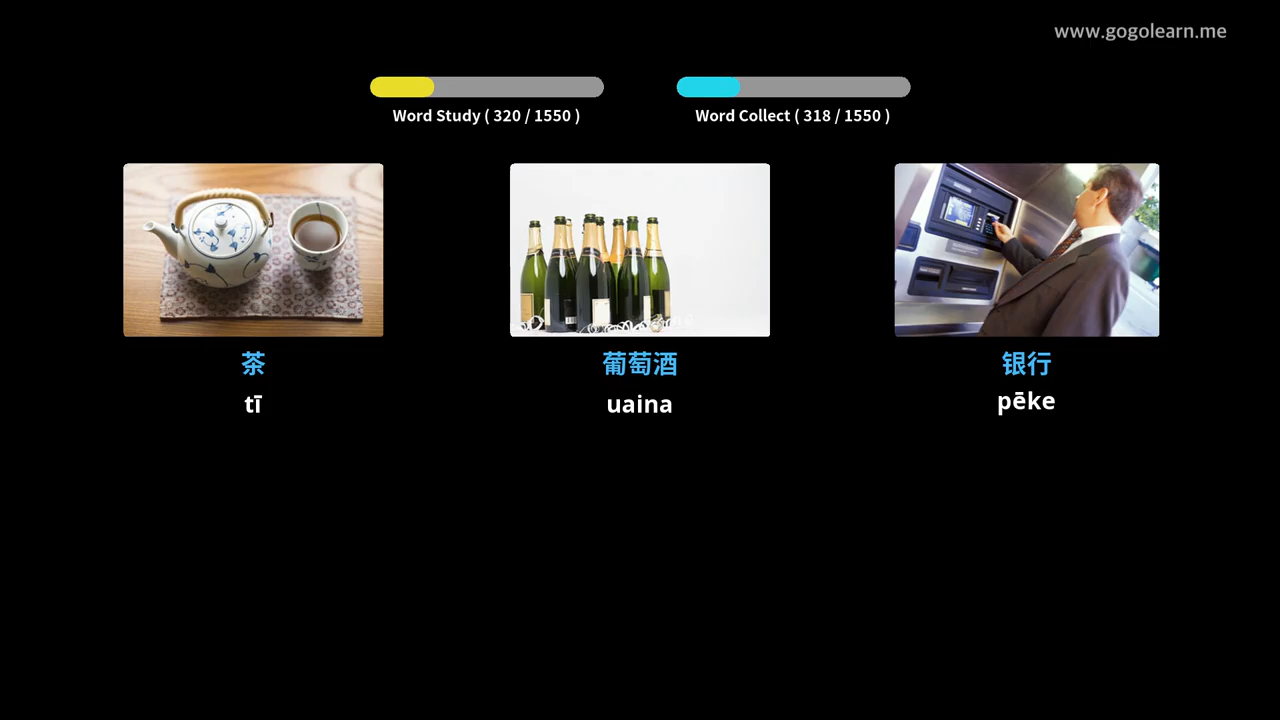 www.gogolearn.me
Word Study ( 320 / 1550 )
Word Collect ( 318 / 1550 )
茶
葡萄酒
银行
tī
uaina
pēke